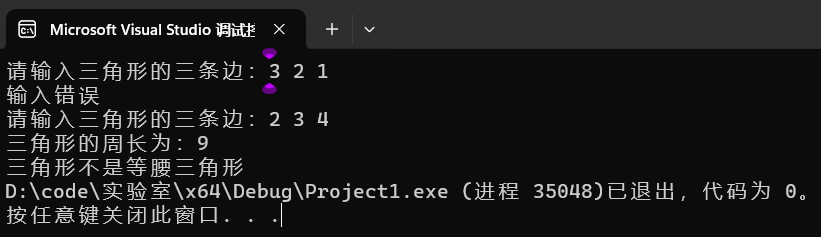 Microsoft Visual Studio 调试
请输入三角形的三条边：3 2 1
输入错误
请输入三角形的三条边：2 3 4
三角形的周长为：9
三角形不是等腰三角形
D:\code\实验室\x64\Debug\Project1.exe (进程 35048)已退出，代码为 0。
按任意键关闭此窗口. . .